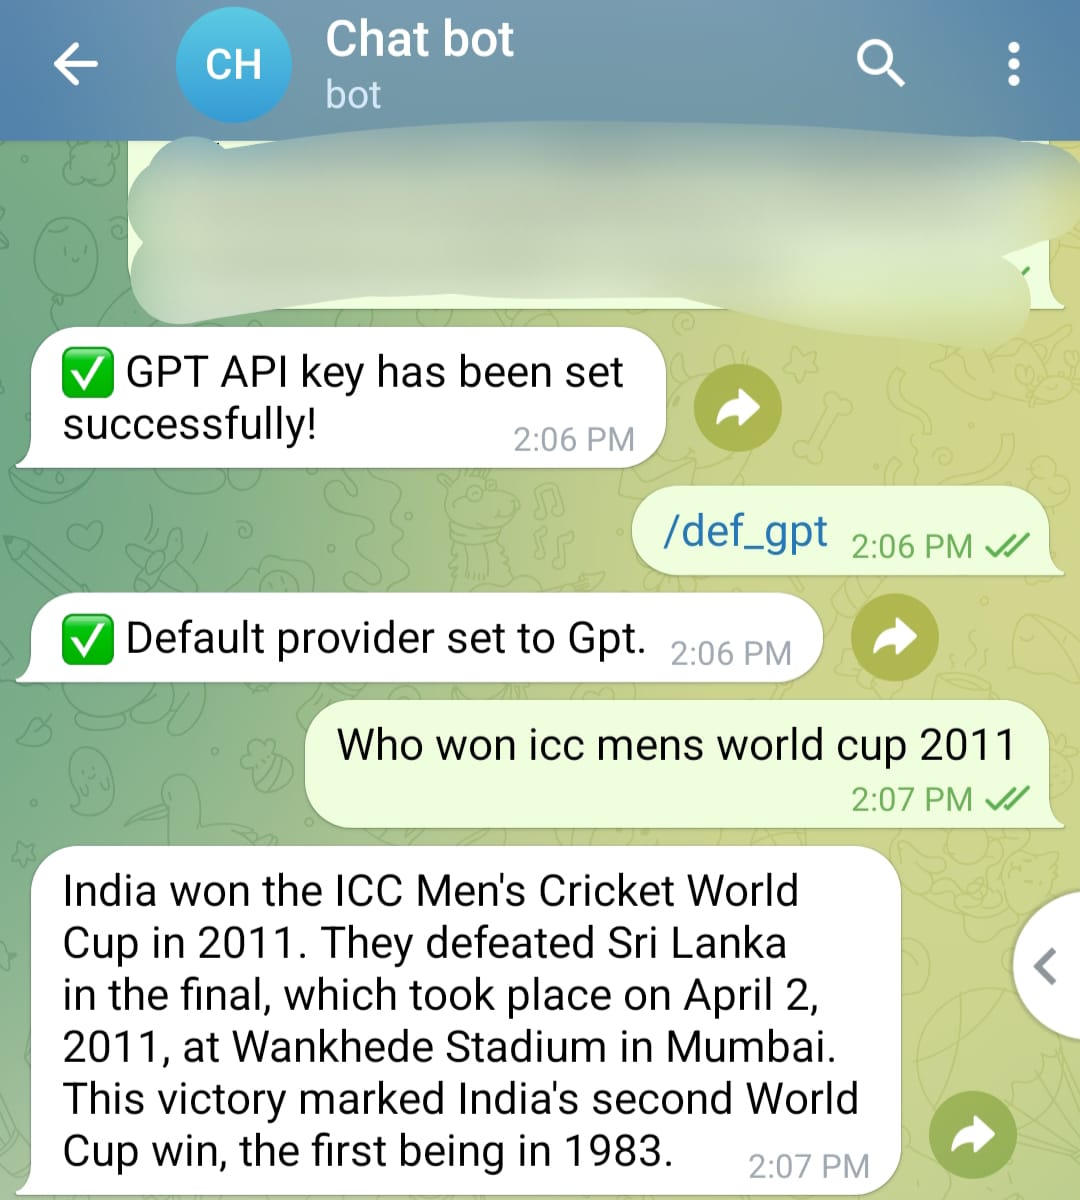 CH
Chat bot
bot
✅ GPT API key has been set
successfully!
2:06 PM
/def_gpt 2:06 PM
✅ Default provider set to Gpt. 2:06 PM
Who won icc mens world cup 2011
2:07 PM
India won the ICC Men's Cricket World
Cup in 2011. They defeated Sri Lanka
in the final, which took place on April 2,
2011, at Wankhede Stadium in Mumbai.
This victory marked India's second World
Cup win, the first being in 1983.
2:07 PM